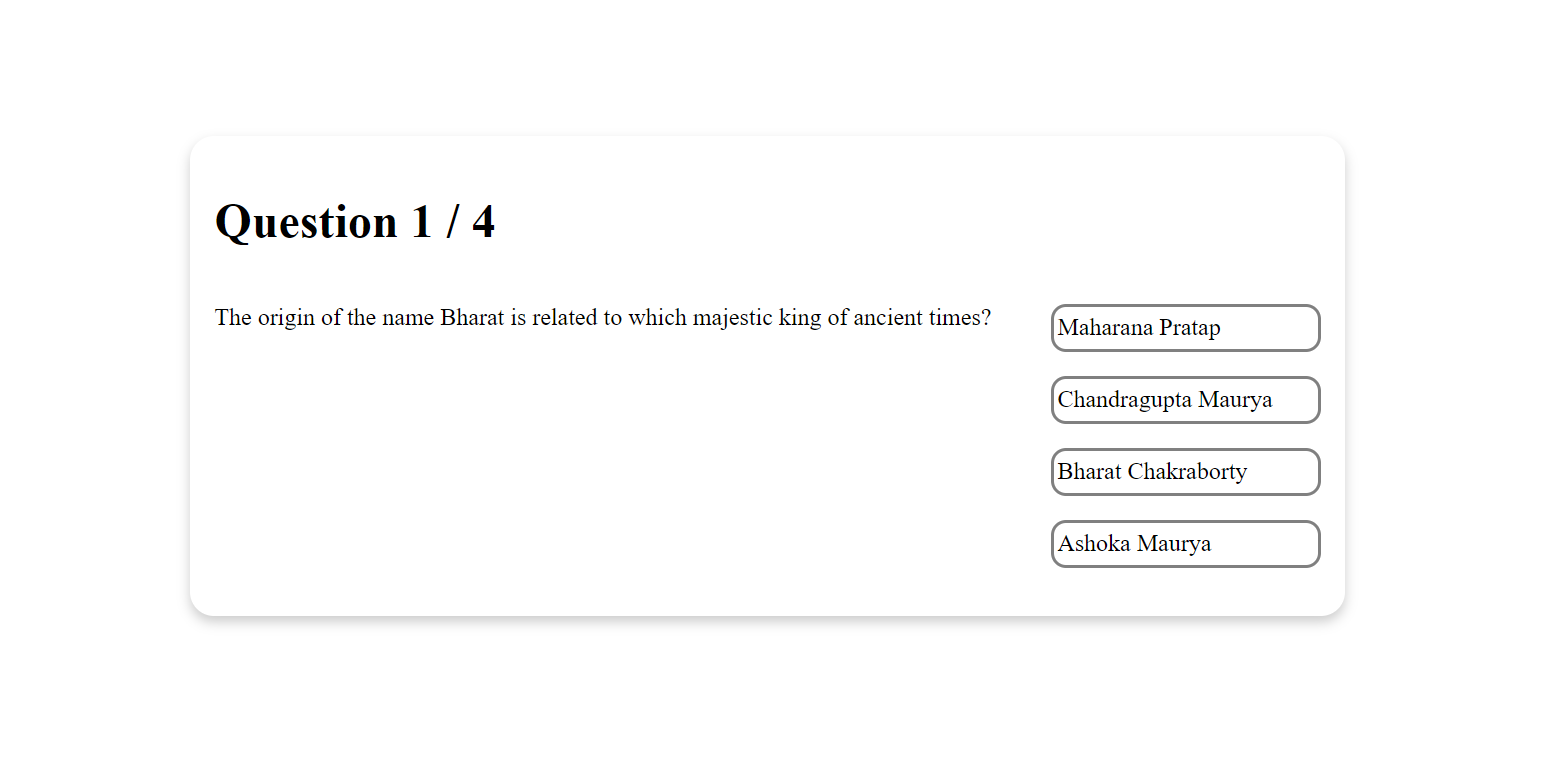 Question 1 / 4
The origin of the name Bharat is related to which majestic king of ancient times?
Maharana Pratap
Chandragupta Maurya
Bharat Chakraborty
Ashoka Maurya